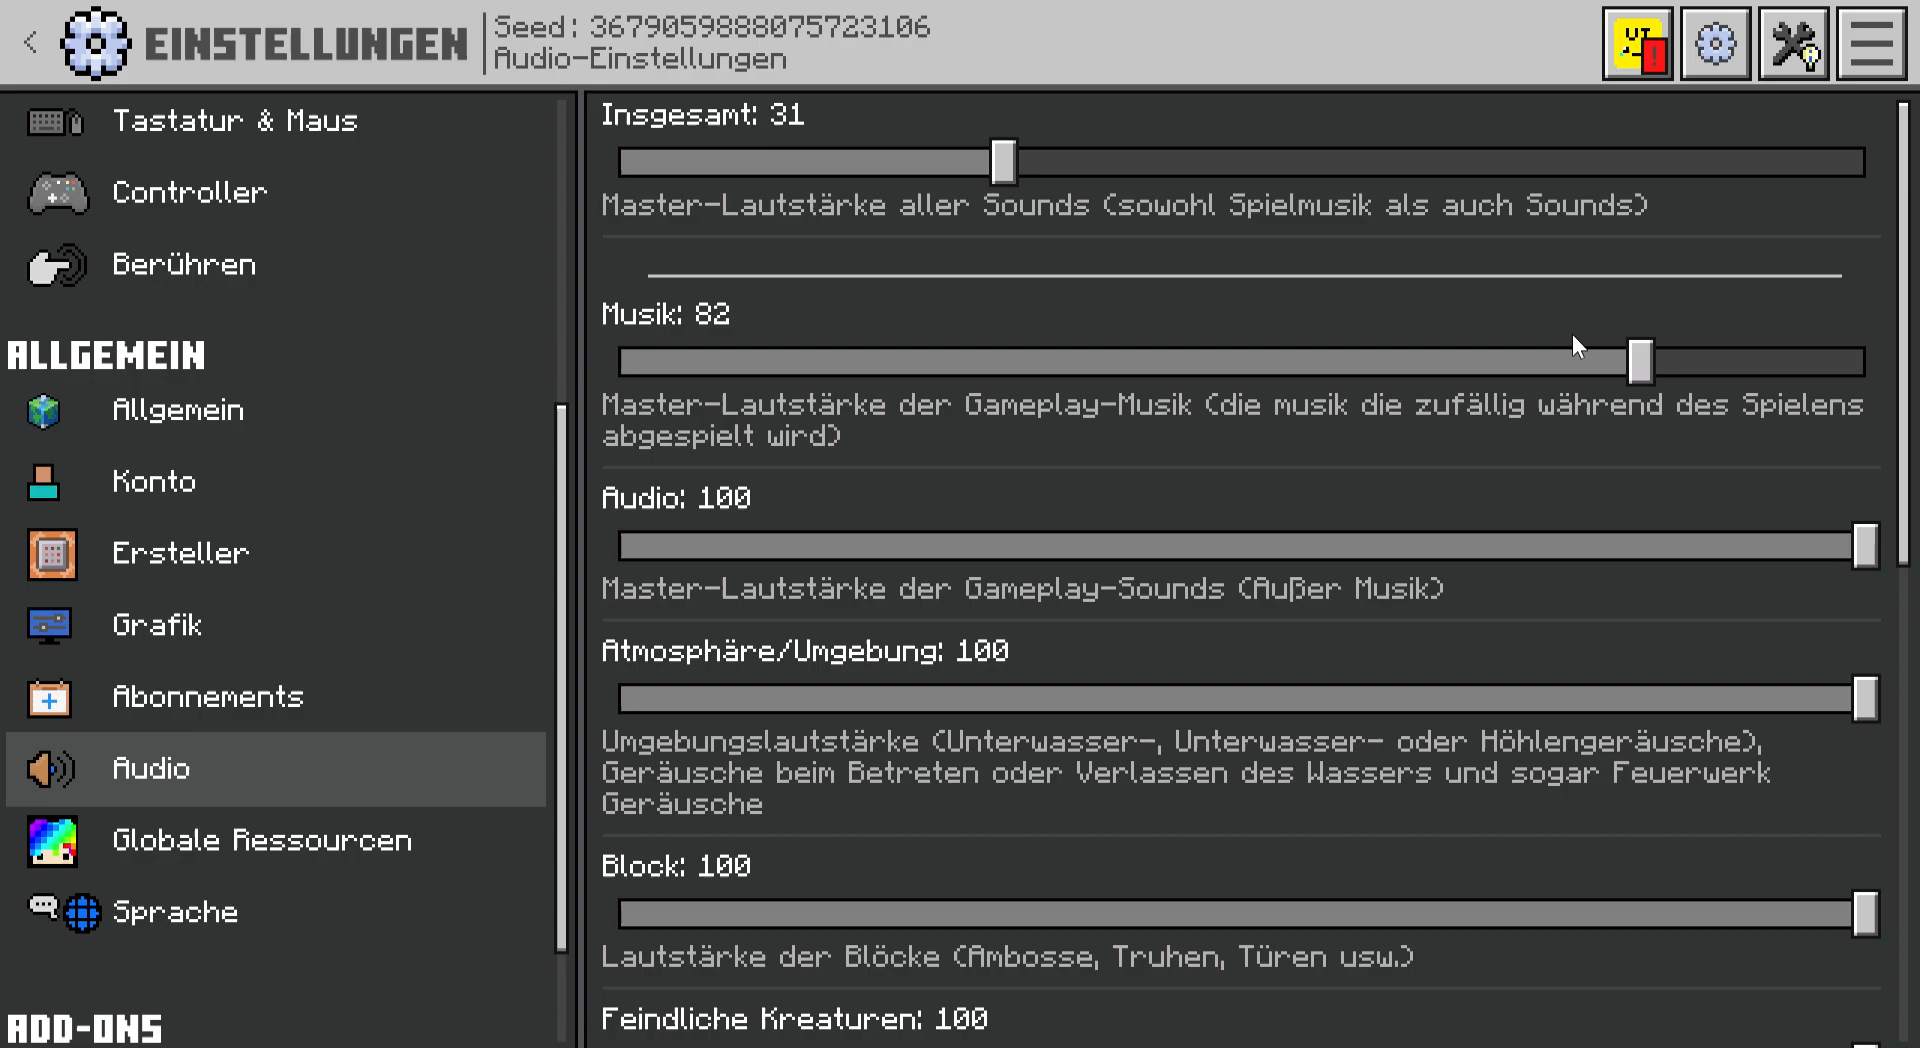 EINSTELLUNGEN
Seed: 3679059888075723106
Audio-Einstellungen
Tastatur & Maus
Controller
Berühren
ALLGEMEIN
Allgemein
Konto
Ersteller
Grafik
Abonnements
Audio
Globale Ressourcen
Sprache
ADD-ONS
Insgesamt: 31
Master-Lautstärke aller Sounds (sowohl Spielmusik als auch Sounds)
Musik: 82
Master-Lautstärke der Gameplay-Musik (die musik die zufällig während des Spielens
abgespielt wird)
Audio: 100
Master-Lautstärke der Gameplay-Sounds (Außer Musik)
Atmosphäre/Umgebung: 100
Umgebungslautstärke (Unterwasser-, Unterwasser- oder Höhlengeräusche),
Geräusche beim Betreten oder Verlassen des Wassers und sogar Feuerwerk
Geräusche
Block: 100
Lautstärke der Blöcke (Ambosse, Truhen, Türen usw.)
Feindliche Kreaturen: 100